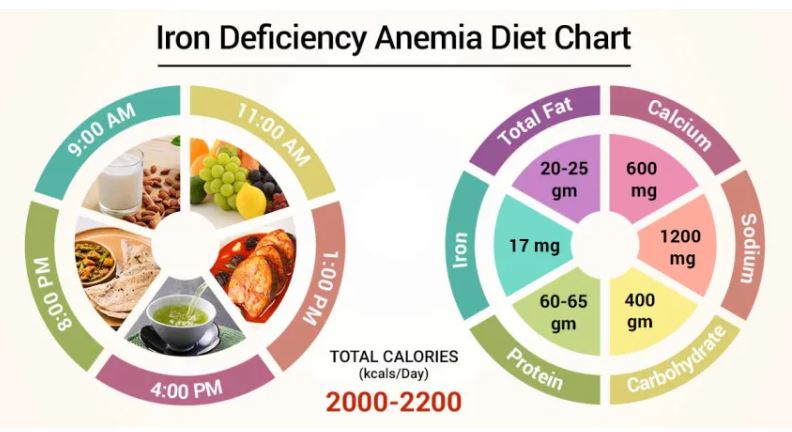 Iron Deficiency Anemia Diet Chart
9:00 AM
11:00 AM
1:00 PM
4:00 PM
8:00 PM
TOTAL CALORIES
(kcals/Day)
2000-2200
Total Fat
20-25
gm
Calcium
600
mg
Sodium
1200
mg
Carbohydrate
400
gm
Protein
60-65
gm
Iron
17 mg